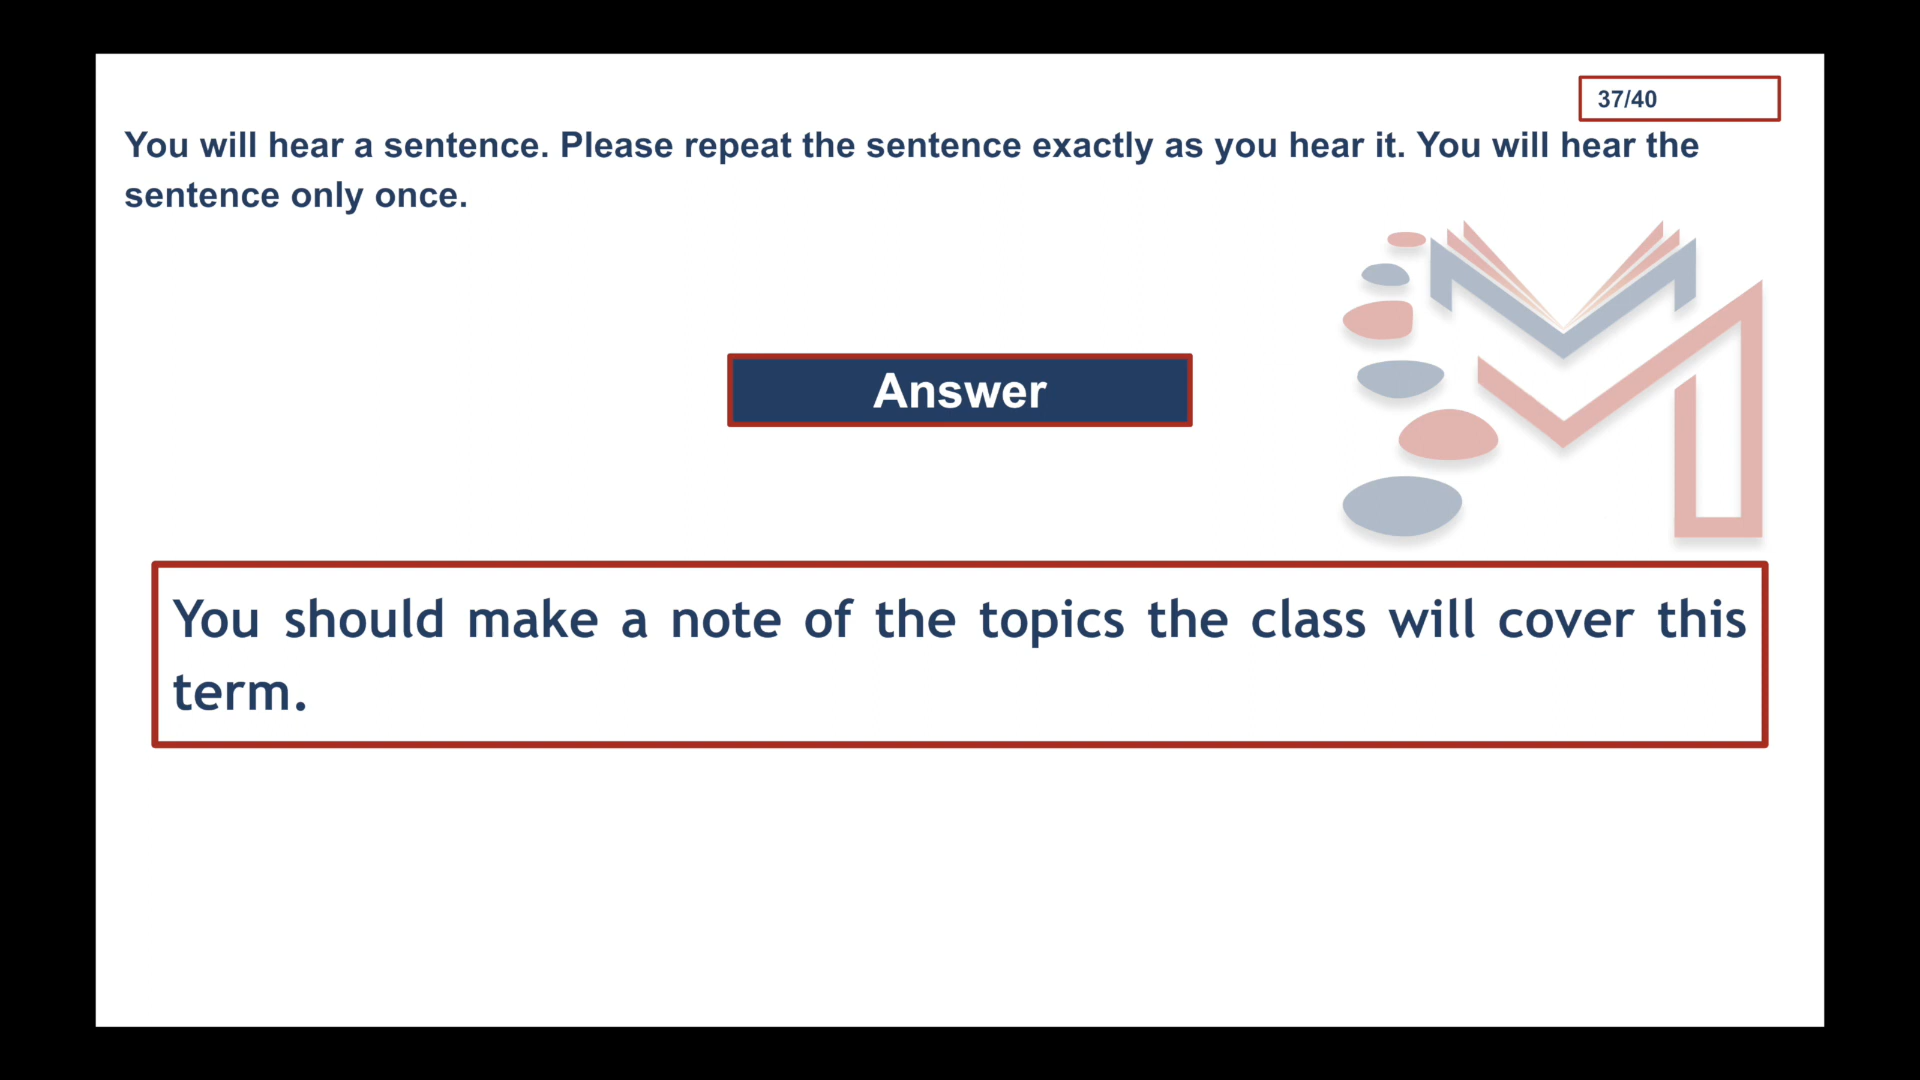 37/40
You will hear a sentence. Please repeat the sentence exactly as you hear it. You will hear the
sentence only once.
Answer
You should make a note of the topics the class will cover this
term.